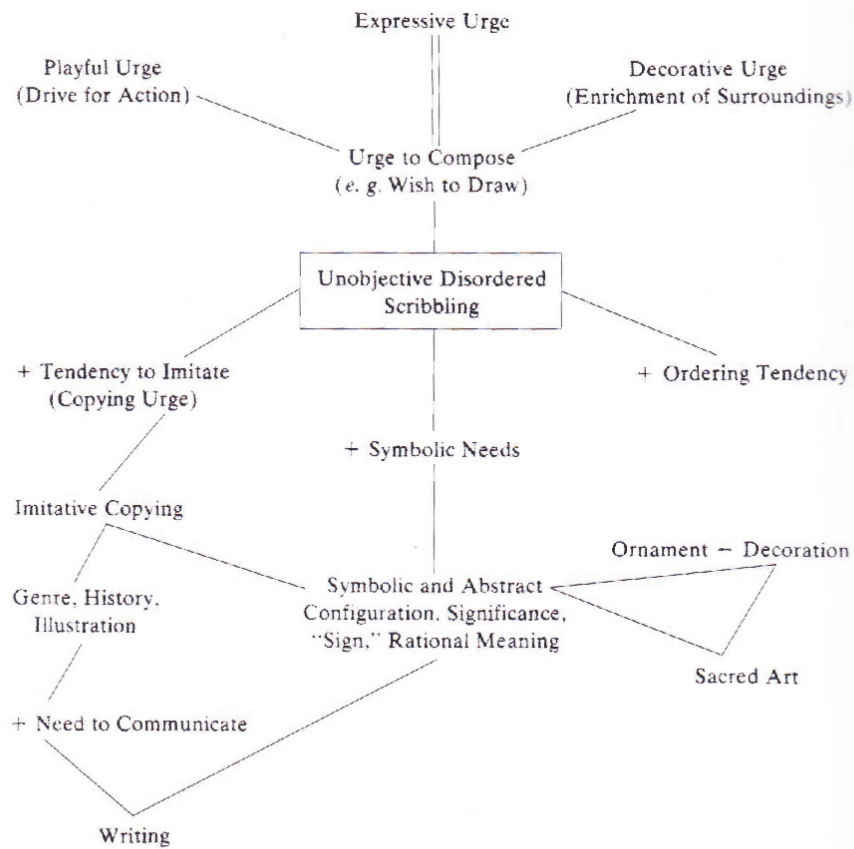 Expressive Urge
Playful Urge
(Drive for Action)
Decorative Urge
(Enrichment of Surroundings)
Urge to Compose
(e. g. Wish to Draw)
Unobjective Disordered
Scribbling
+ Tendency to Imitate
(Copying Urge)
+ Ordering Tendency
+ Symbolic Needs
Imitative Copying
Ornament – Decoration
Genre, History,
Illustration
Symbolic and Abstract
Configuration, Significance,
"Sign," Rational Meaning
Sacred Art
+ Need to Communicate
Writing